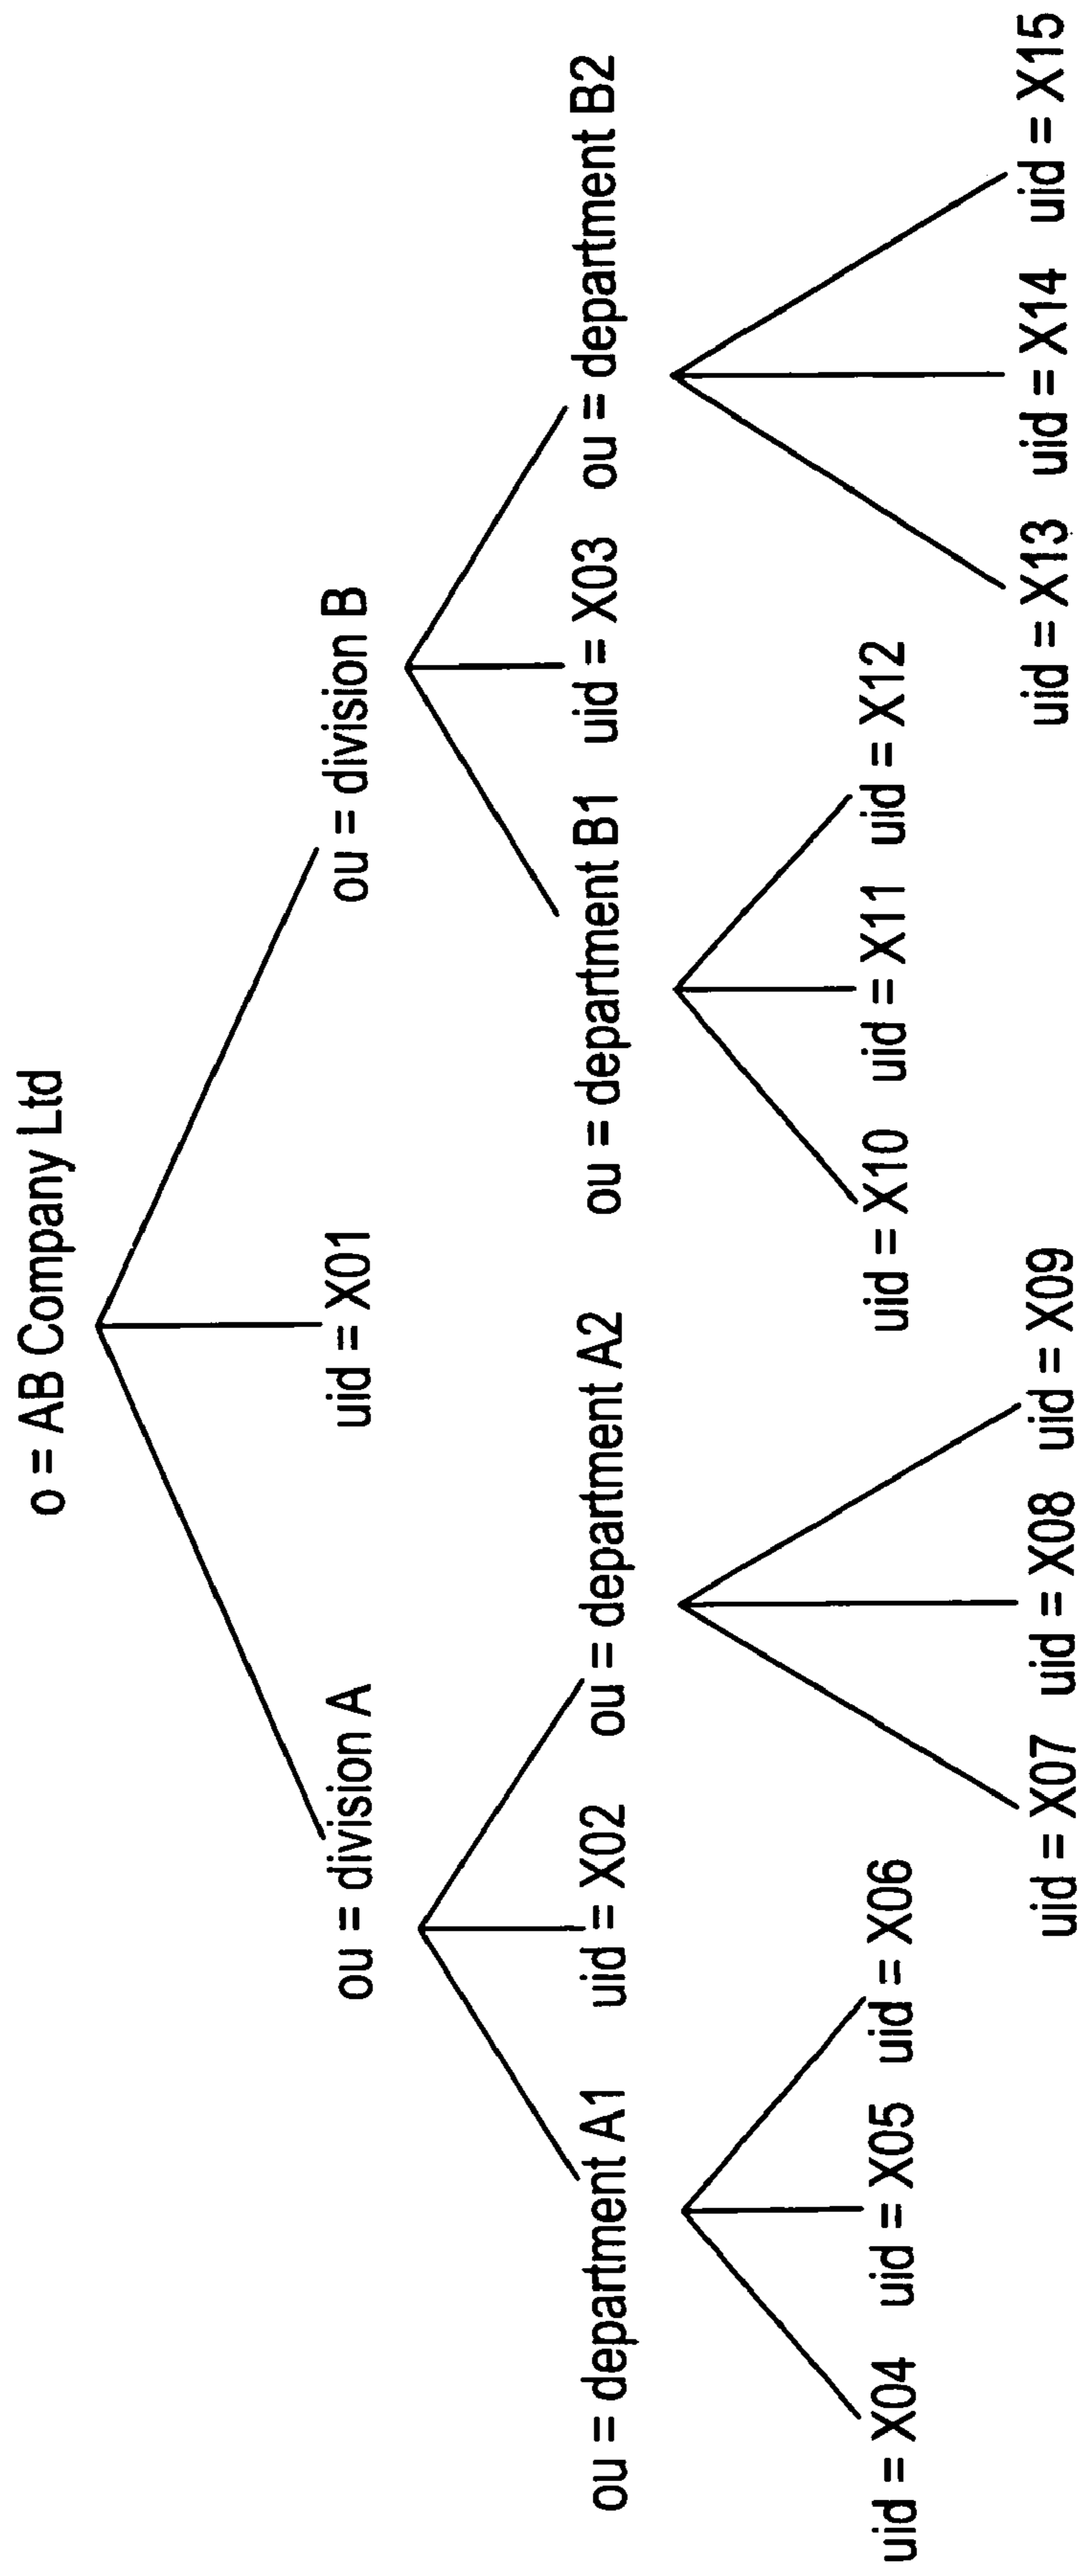 o = AB Company Ltd
ou = division A
uid = X01
ou = division B
ou = department A1
uid = X02
ou = department A2
ou = department B1
uid = X03
ou = department B2
uid = X04
uid = X05
uid = X06
uid = X10
uid = X11
uid = X12
uid = X07
uid = X08
uid = X09
uid = X13
uid = X14
uid = X15